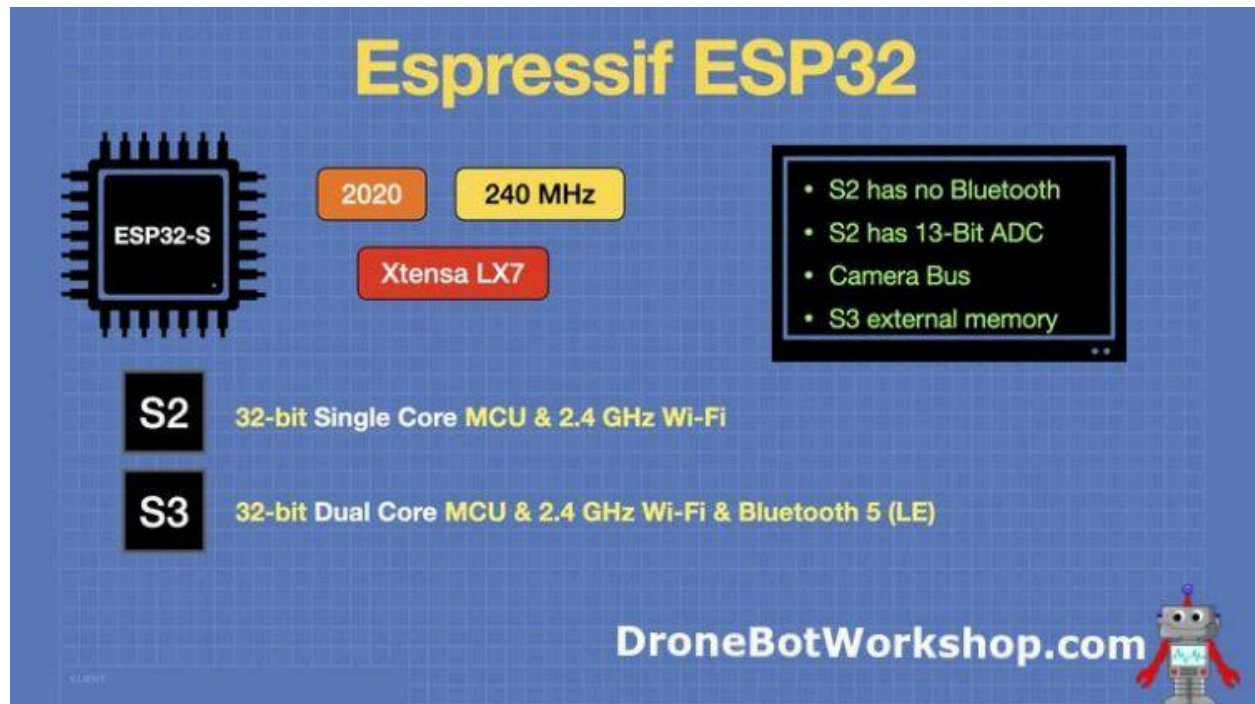 Espressif ESP32
ESP32-S
2020
240 MHz
Xtensa LX7
• S2 has no Bluetooth
• S2 has 13-Bit ADC
• Camera Bus
• S3 external memory
S2
32-bit Single Core MCU & 2.4 GHz Wi-Fi
S3
32-bit Dual Core MCU & 2.4 GHz Wi-Fi & Bluetooth 5 (LE)
DroneBotWorkshop.com